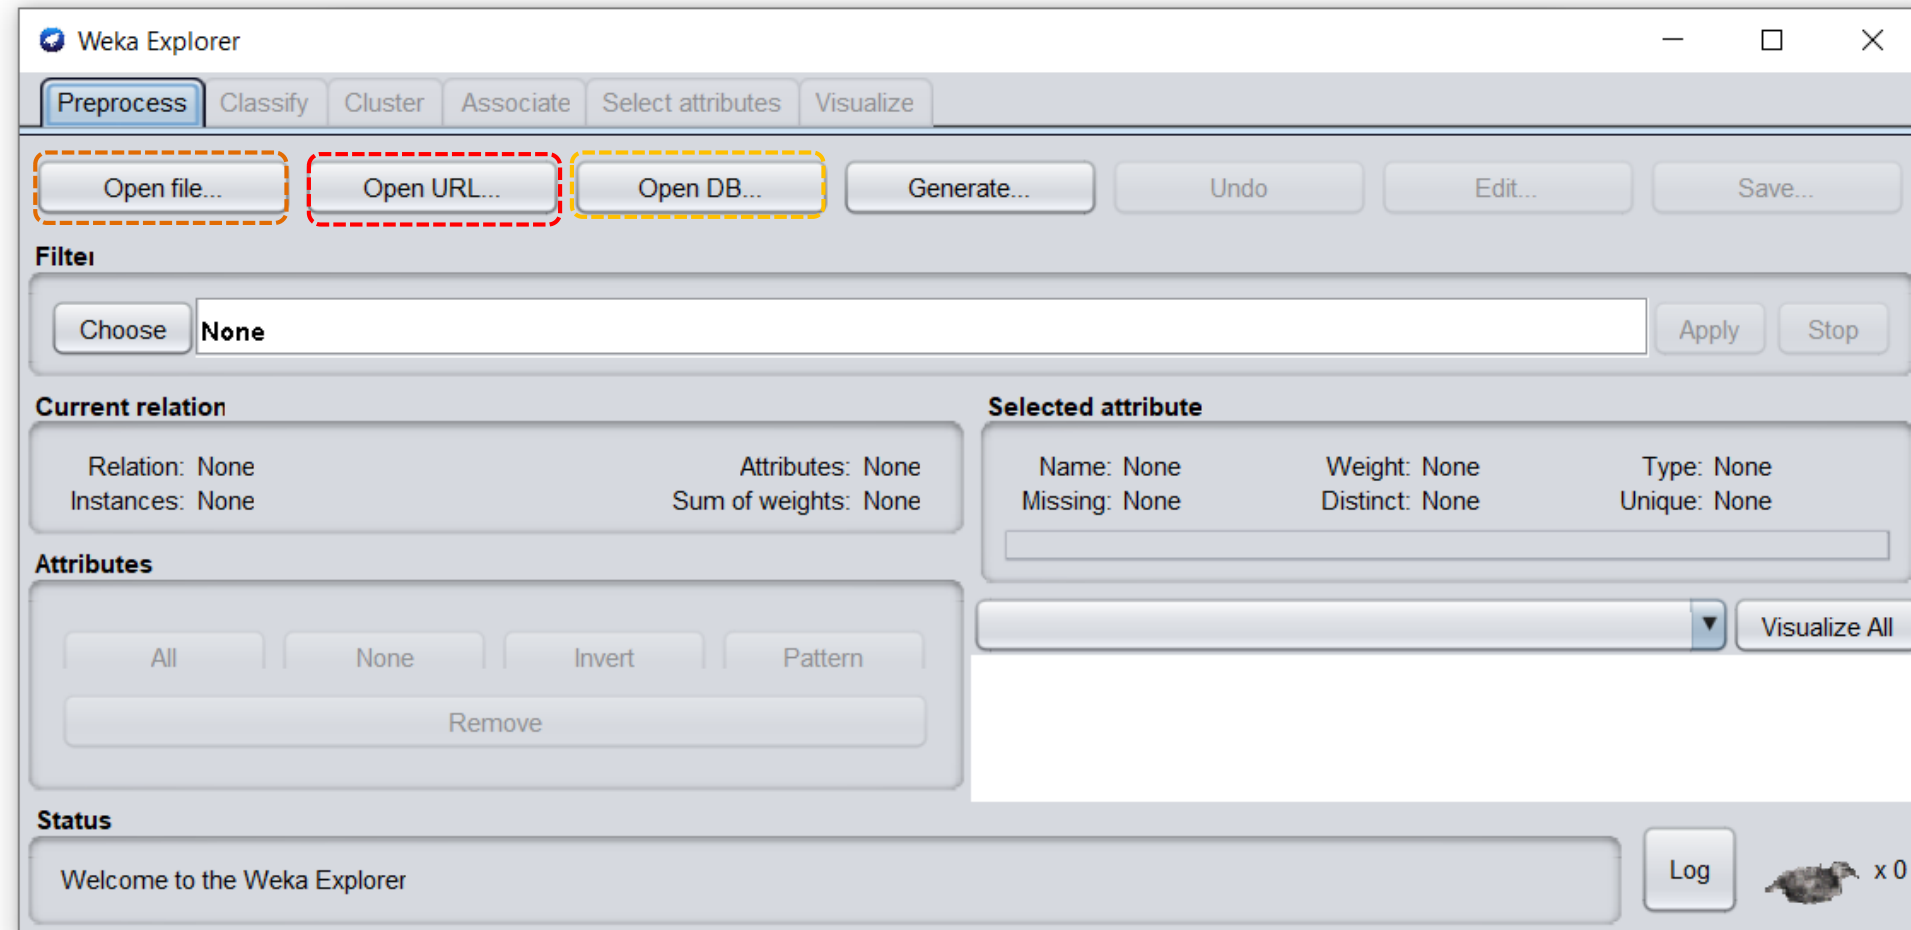 Weka Explorer
Preprocess Classify Cluster Associate Select attributes Visualize
Open file... Open URL... Open DB... Generate... Undo Edit... Save...
Filter
Choose None Apply Stop
Current relation
Relation: None Attributes: None
Instances: None Sum of weights: None
Selected attribute
Name: None Weight: None Type: None
Missing: None Distinct: None Unique: None
Attributes
All None Invert Pattern
Remove
Visualize All
Status
Welcome to the Weka Explorer
Log x 0